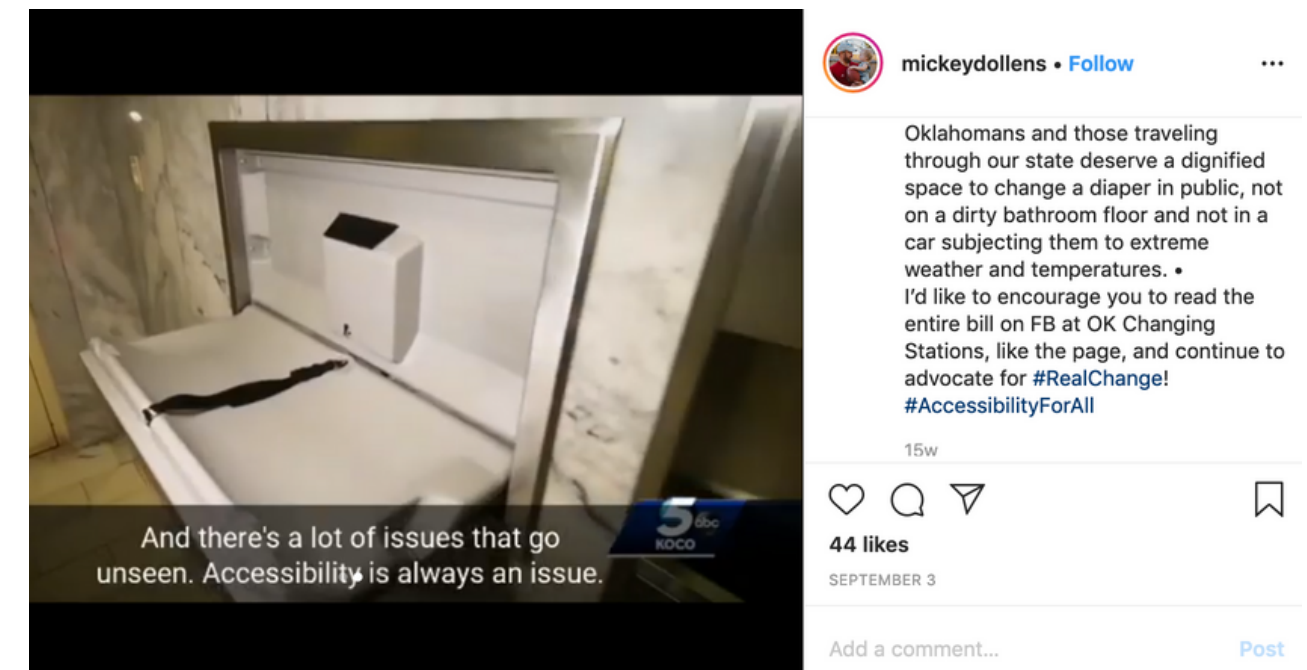 mickeydollens • Follow
Oklahomans and those traveling
through our state deserve a dignified
space to change a diaper in public, not
on a dirty bathroom floor and not in a
car subjecting them to extreme
weather and temperatures. •
I'd like to encourage you to read the
entire bill on FB at OK Changing
Stations, like the page, and continue to
advocate for #RealChange!
#AccessibilityForAll
15w
And there's a lot of issues that go
unseen. Accessibility is always an issue.
5 abc
KOCO
44 likes
SEPTEMBER 3
Add a comment...
Post